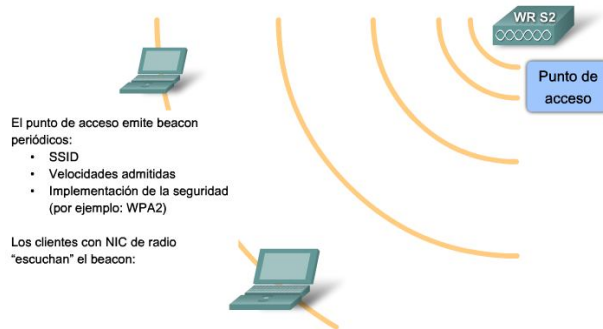 WR S2
Punto de
acceso
El punto de acceso emite beacon
periódicos:
▪ SSID
▪ Velocidades admitidas
▪ Implementación de la seguridad
(por ejemplo: WPA2)
Los clientes con NIC de radio
“escuchan” el beacon: